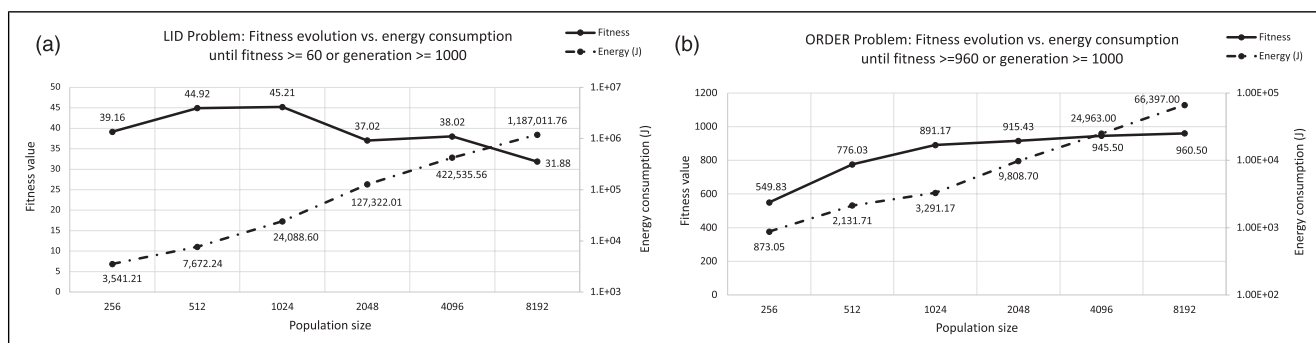 (a)
LID Problem: Fitness evolution vs. energy consumption
until fitness >= 60 or generation >= 1000
Fitness
Energy (J)
50
45
40
35
30
25
20
15
10
5
0
Fitness value
39.16
44.92
45.21
37.02
38.02
31.88
3,541.21
7,672.24
24,088.60
127,322.01
422,535.56
1,187,011.76
1.E+07
1.E+06
1.E+05
1.E+04
1.E+03
Energy consumption (J)
256
512
1024
2048
4096
8192
Population size
(b)
ORDER Problem: Fitness evolution vs. energy consumption
until fitness >=960 or generation >= 1000
Fitness
Energy (J)
1200
1000
800
600
400
200
0
Fitness value
549.83
776.03
891.17
915.43
945.50
960.50
873.05
2,131.71
3,291.17
9,808.70
24,963.00
66,397.00
1.00E+05
1.00E+04
1.00E+03
1.00E+02
Energy consumption (J)
256
512
1024
2048
4096
8192
Population size